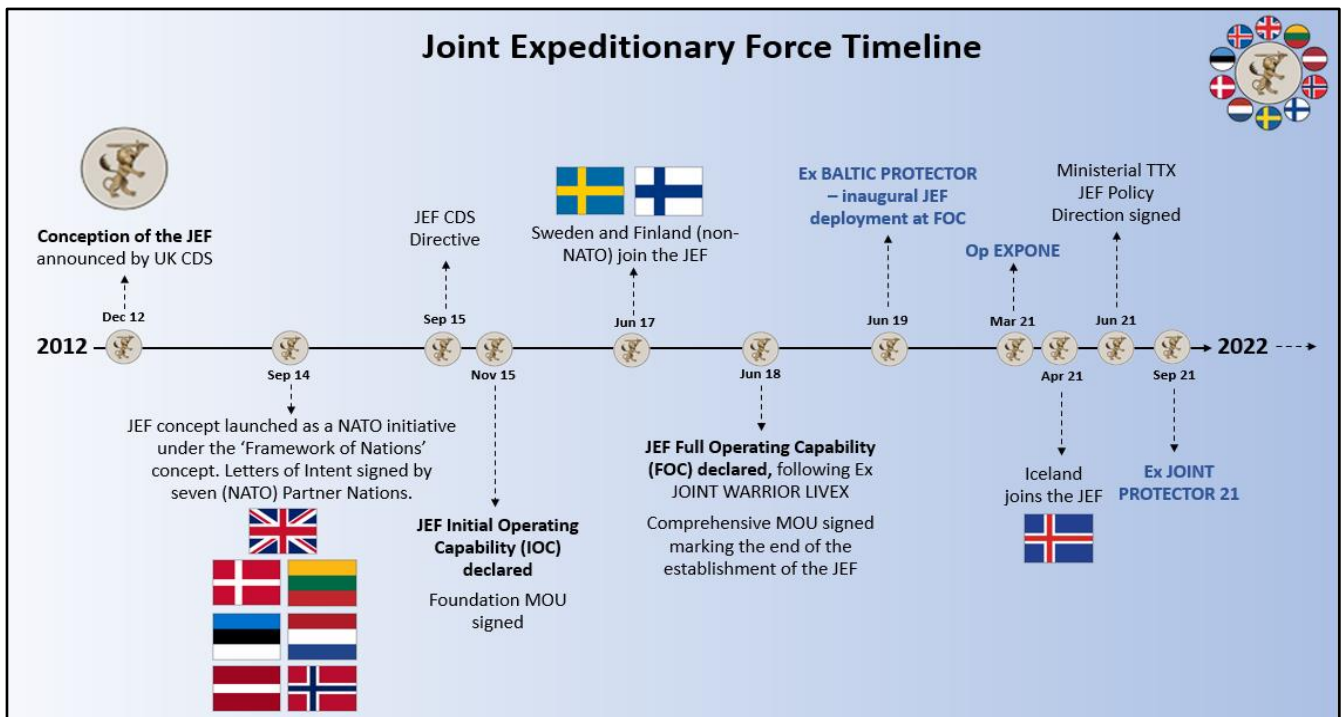 Joint Expeditionary Force Timeline
Conception of the JEF
announced by UK CDS
Dec 12
2012
Sep 14
JEF concept launched as a NATO initiative
under the ‘Framework of Nations’
concept. Letters of Intent signed by
seven (NATO) Partner Nations.
JEF CDS
Directive
Sep 15
Nov 15
JEF Initial Operating
Capability (IOC)
declared
Foundation MOU
signed
Sweden and Finland (non-
NATO) join the JEF
Jun 17
Jun 18
JEF Full Operating Capability
(FOC) declared, following Ex
JOINT WARRIOR LIVEX
Comprehensive MOU signed
marking the end of the
establishment of the JEF
Ex BALTIC PROTECTOR
– inaugural JEF
deployment at FOC
Jun 19
Op EXPONE
Mar 21
Apr 21
Iceland
joins the JEF
Ministerial TTX
JEF Policy
Direction signed
Jun 21
Sep 21
Ex JOINT
PROTECTOR 21
2022